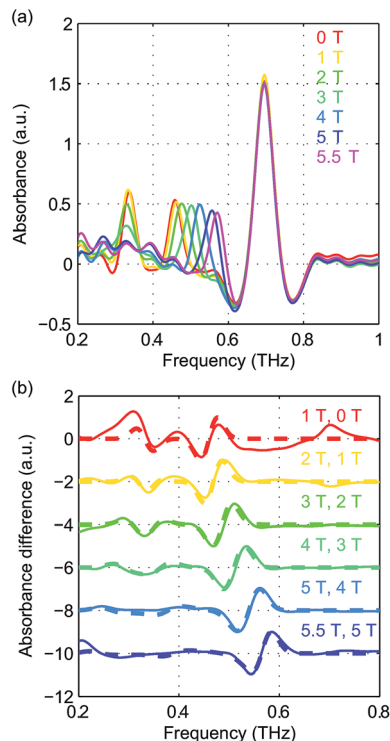 (a)
2
1.5
1
0.5
0
−0.5
0 T
1 T
2 T
3 T
4 T
5 T
5.5 T
Absorbance (a.u.)
0.2 0.4 0.6 0.8 1
Frequency (THz)
(b)
2
0
−2
−4
−6
−8
−10
−12
1 T, 0 T
2 T, 1 T
3 T, 2 T
4 T, 3 T
5 T, 4 T
5.5 T, 5 T
Absorbance difference (a.u.)
0.2 0.4 0.6 0.8
Frequency (THz)